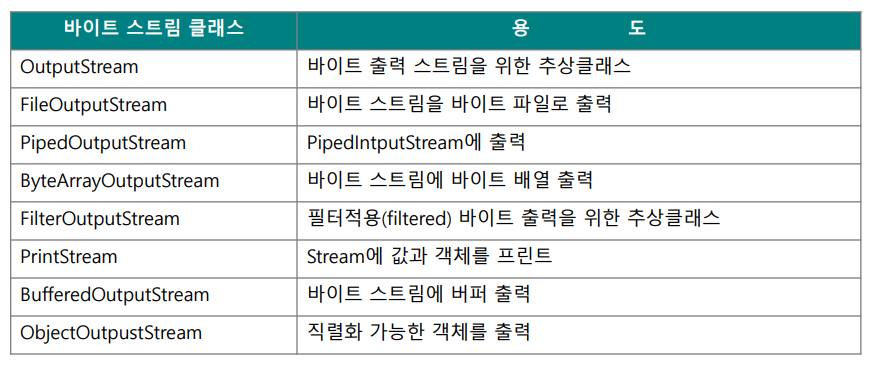 바이트 스트림 클래스 용 도
OutputStream 바이트 출력 스트림을 위한 추상클래스
FileOutputStream 바이트 스트림을 바이트 파일로 출력
PipedOutputStream PipedIntputStream에 출력
ByteArrayOutputStream 바이트 스트림에 바이트 배열 출력
FilterOutputStream 필터적용(filtered) 바이트 출력을 위한 추상클래스
PrintStream Stream에 값과 객체를 프린트
BufferedOutputStream 바이트 스트림에 버퍼 출력
ObjectOutpustStream 직렬화 가능한 객체를 출력